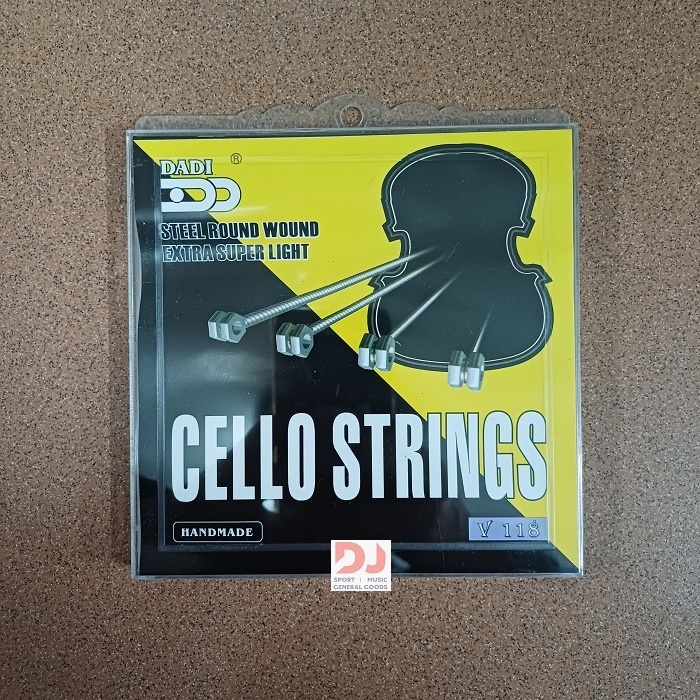 DADI
®
STEEL ROUND WOUND
EXTRA SUPER LIGHT
CELLO STRINGS
HANDMADE
V 118
DJ
SPORT | MUSIC
GENERAL GOODS